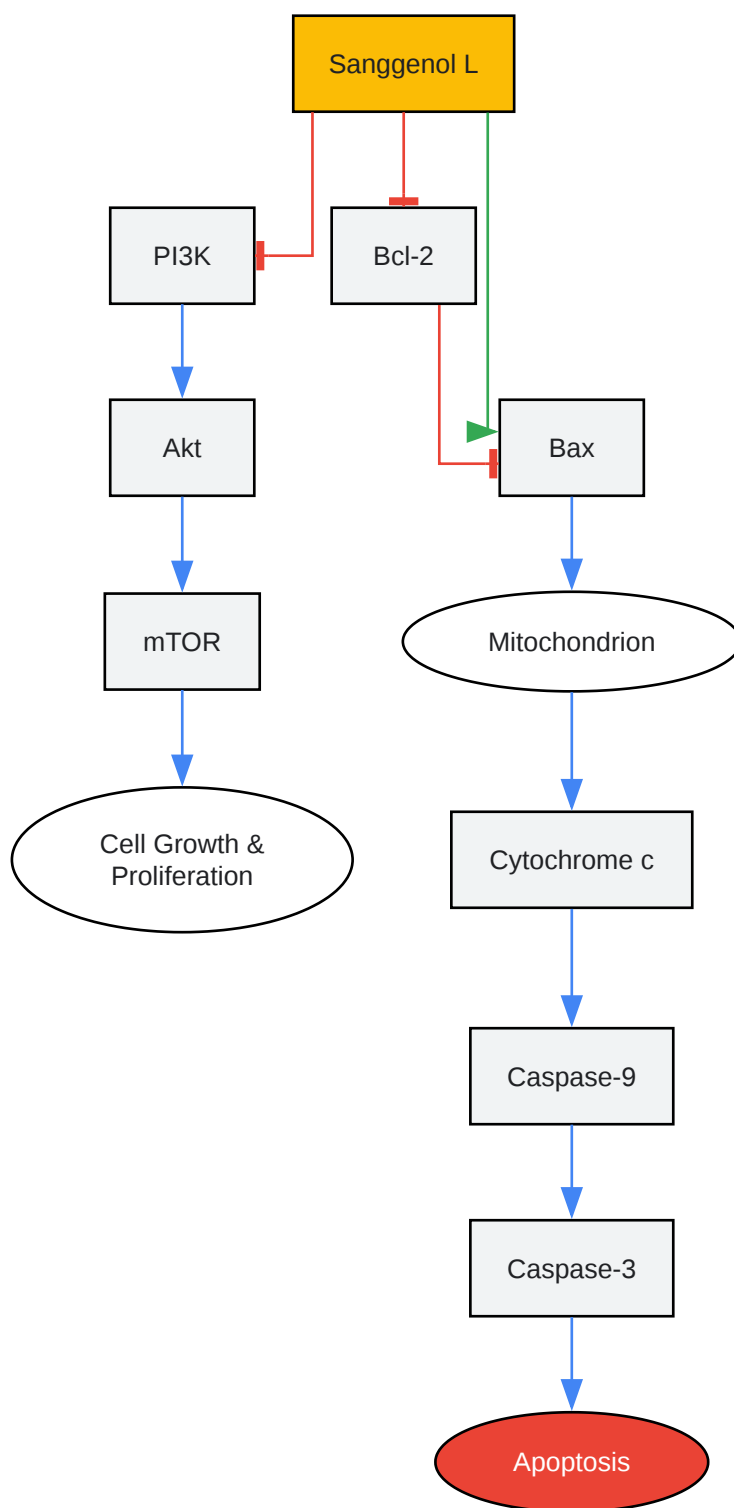 Sanggenol L
PI3K
Bcl-2
Akt
Bax
mTOR
Mitochondrion
Cell Growth &
Proliferation
Cytochrome c
Caspase-9
Caspase-3
Apoptosis